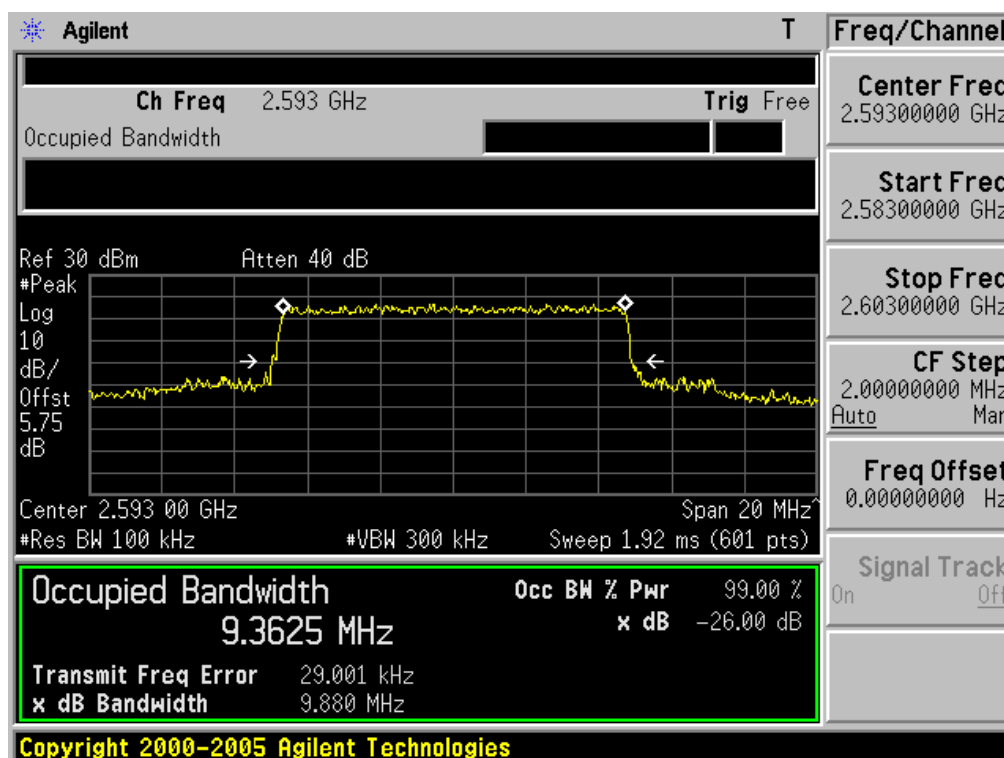 Agilent T
Ch Freq 2.593 GHz Trig Free
Occupied Bandwidth
Ref 30 dBm Atten 40 dB
#Peak
Log
10
dB/
Offst
5.75
dB
Center 2.593 00 GHz Span 20 MHz^
#Res BW 100 kHz #VBW 300 kHz Sweep 1.92 ms (601 pts)
Occupied Bandwidth Occ BW % Pwr 99.00 %
9.3625 MHz x dB -26.00 dB
Transmit Freq Error 29.001 kHz
x dB Bandwidth 9.880 MHz
Copyright 2000-2005 Agilent Technologies
Freq/Channel
Center Freq
2.59300000 GHz
Start Freq
2.58300000 GHz
Stop Freq
2.60300000 GHz
CF Step
2.00000000 MHz
Auto Man
Freq Offset
0.00000000 Hz
Signal Track
On Off